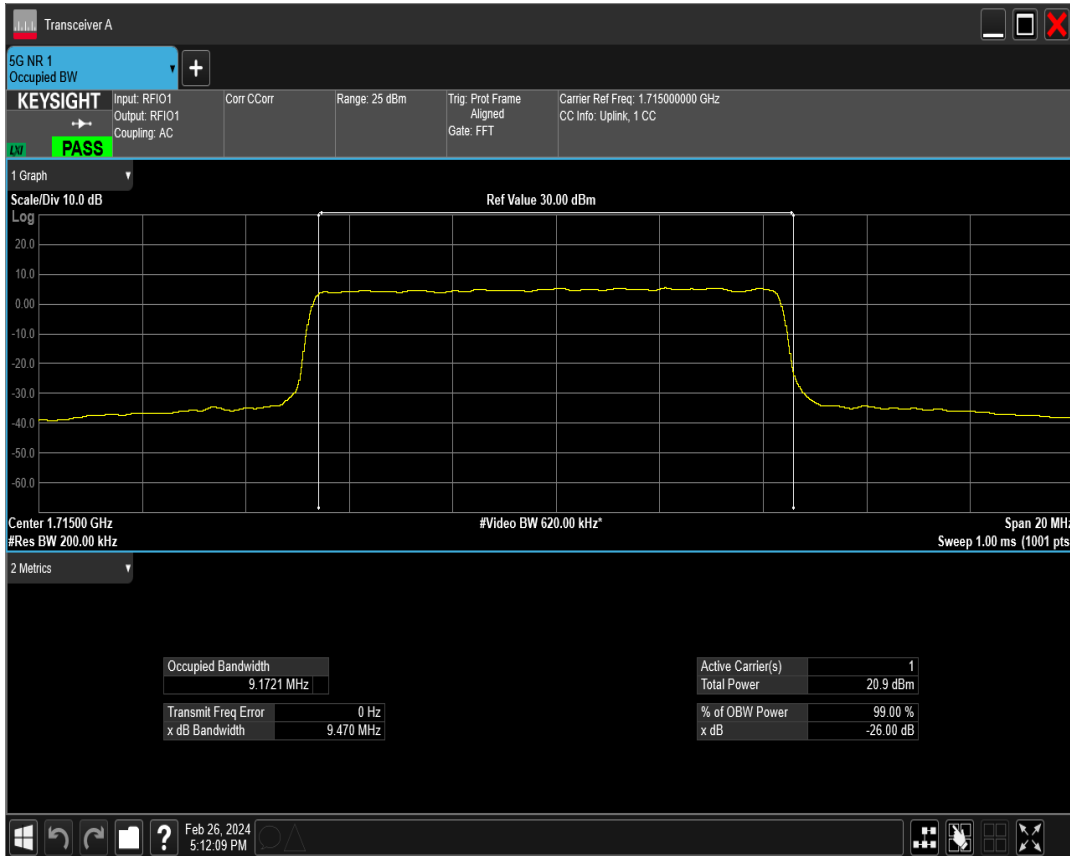 Transceiver A
5G NR 1
Occupied BW
KEYSIGHT
LXI
PASS
Input: RFIO1
Output: RFIO1
Coupling: AC
Corr CCorr
Range: 25 dBm
Trig: Prot Frame
Aligned
Gate: FFT
Carrier Ref Freq: 1.715000000 GHz
CC Info: Uplink, 1 CC
1 Graph
Scale/Div 10.0 dB
Ref Value 30.00 dBm
Log
20.0
10.0
0.00
-10.0
-20.0
-30.0
-40.0
-50.0
-60.0
Center 1.71500 GHz
#Video BW 620.00 kHz*
Span 20 MHz
#Res BW 200.00 kHz
Sweep 1.00 ms (1001 pts
2 Metrics
Occupied Bandwidth
9.1721 MHz
Transmit Freq Error 0 Hz
x dB Bandwidth 9.470 MHz
Active Carrier(s) 1
Total Power 20.9 dBm
% of OBW Power 99.00 %
x dB -26.00 dB
?
Feb 26, 2024
5:12:09 PM